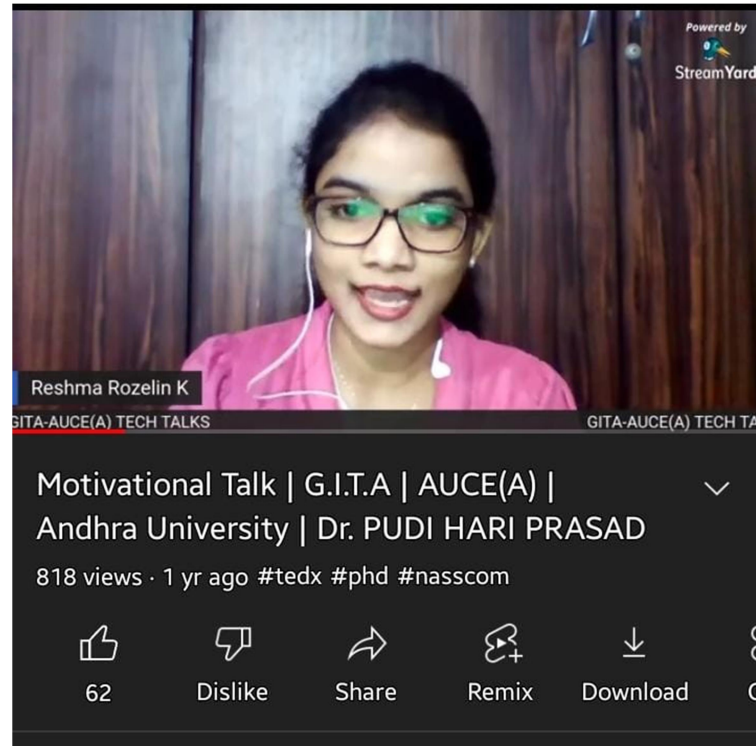 Powered by
StreamYard
Reshma Rozelin K
GITA-AUCE(A) TECH TALKS
GITA-AUCE(A) TECH TA
Motivational Talk | G.I.T.A | AUCE(A) |
Andhra University | Dr. PUDI HARI PRASAD
818 views · 1 yr ago #tedx #phd #nasscom
62 Dislike Share Remix Download